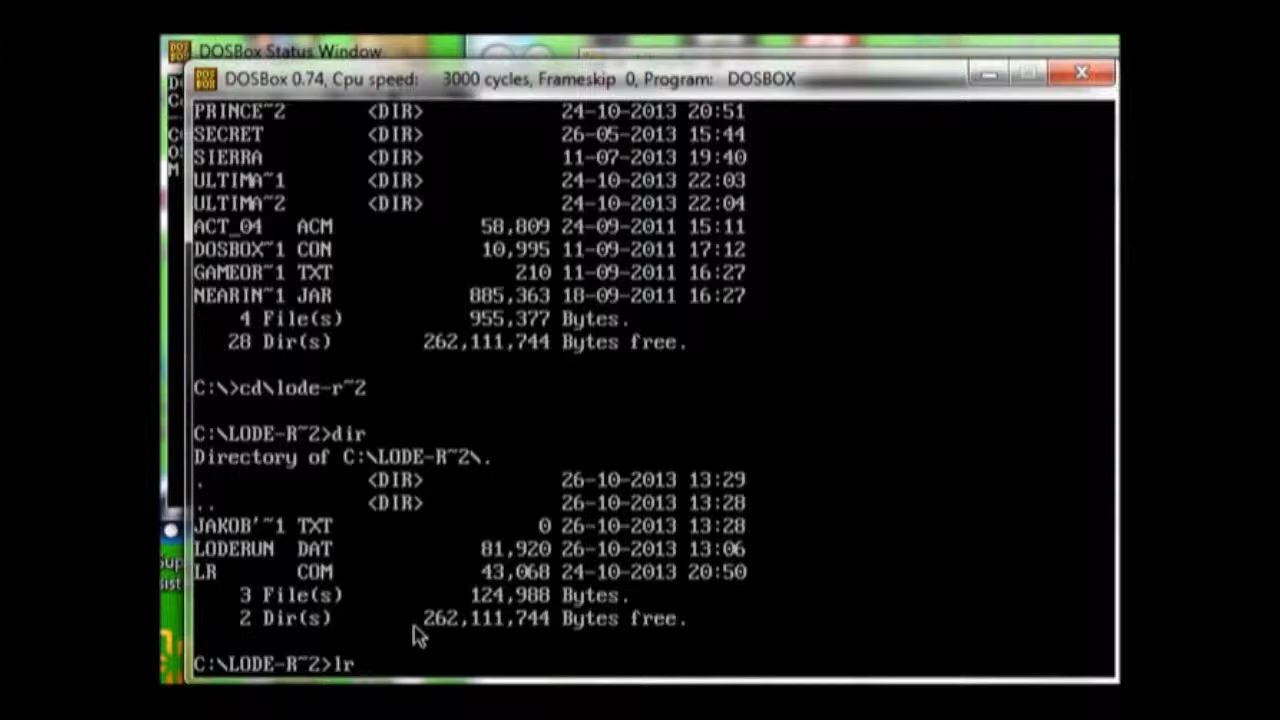 DOSBox Status Window
DOSBox 0.74, Cpu speed: 3000 cycles, Frameskip 0, Program: DOSBOX
PRINCE~2 <DIR> 24-10-2013 20:51
SECRET <DIR> 26-05-2013 15:44
SIERRA <DIR> 11-07-2013 19:40
ULTIMA~1 <DIR> 24-10-2013 22:03
ULTIMA~2 <DIR> 24-10-2013 22:04
ACT_04 ACM 58,809 24-09-2011 15:11
DOSBOX~1 CON 10,995 11-09-2011 17:12
GAMEOR~1 TXT 210 11-09-2011 16:27
NEARIN~1 JAR 885,363 18-09-2011 16:27
4 File(s) 955,377 Bytes.
28 Dir(s) 262,111,744 Bytes free.
C:\>cd\lode-r~2
C:\LODE-R~2>dir
Directory of C:\LODE-R~2\.
. <DIR> 26-10-2013 13:29
.. <DIR> 26-10-2013 13:28
JAKOB'~1 TXT 0 26-10-2013 13:28
LODERUN DAT 81,920 26-10-2013 13:06
LR COM 43,068 24-10-2013 20:50
3 File(s) 124,988 Bytes.
2 Dir(s) 262,111,744 Bytes free.
C:\LODE-R~2>lr